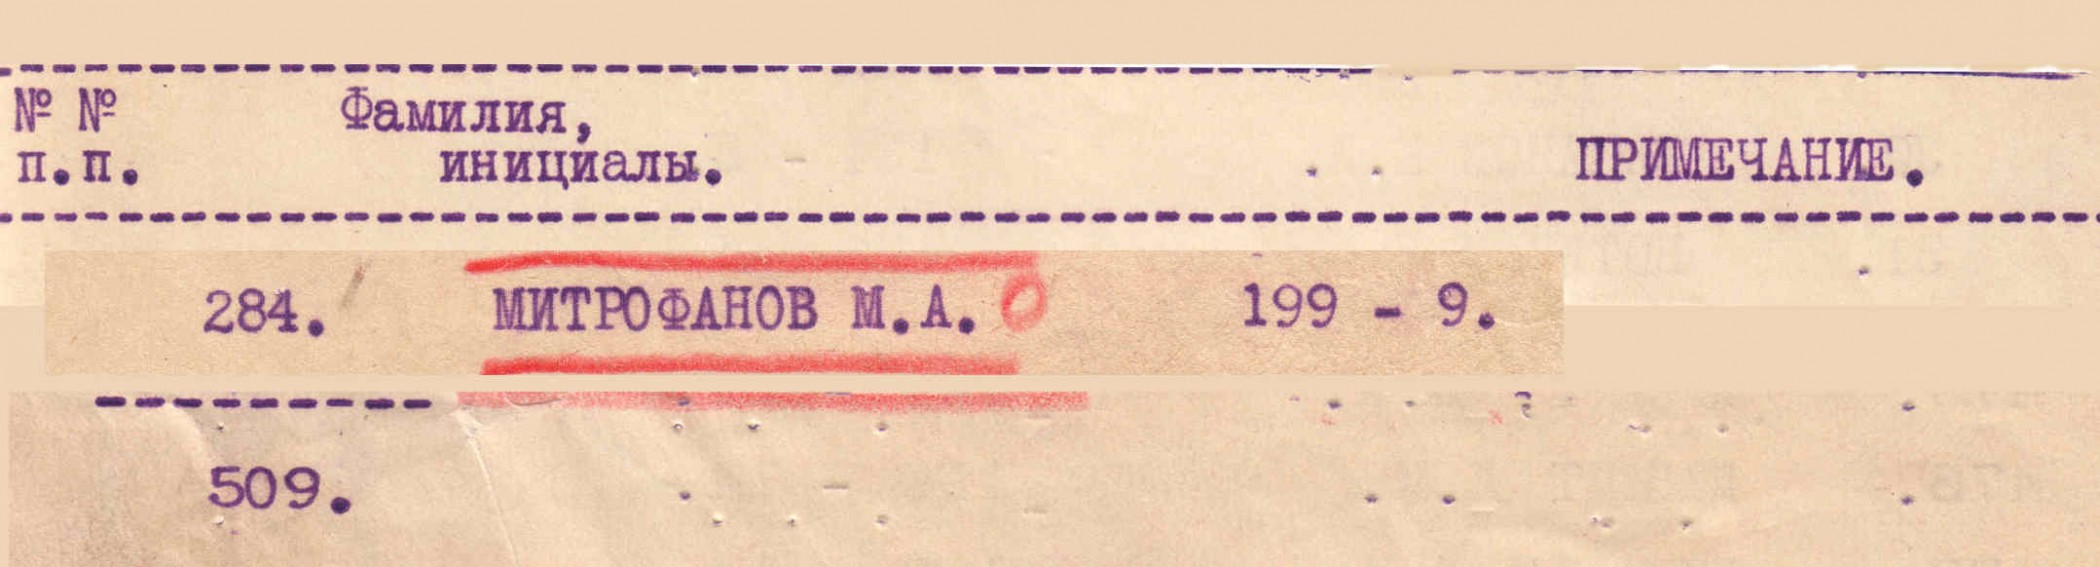 № № Фамилия,
п.п. инициалы. ПРИМЕЧАНИЕ.
284. МИТРОФАНОВ М.А. 199 - 9.
509.